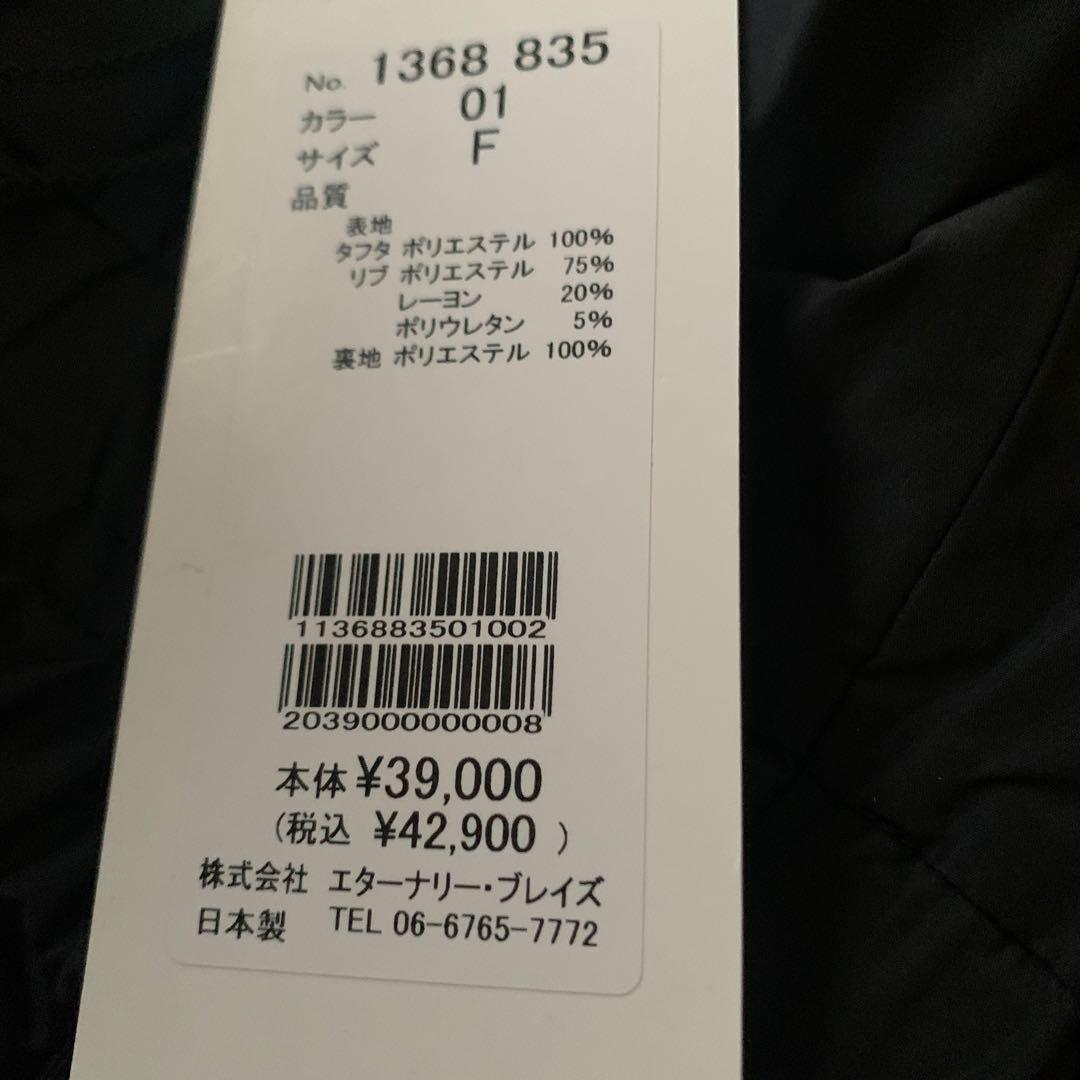 No. 1368 835
カラー 01
サイズ F
品質
表地
タフタ ポリエステル 100%
リブ ポリエステル 75%
レーヨン 20%
ポリウレタン 5%
裏地 ポリエステル 100%
1136883501002
2039000000008
本体 ¥39,000
(税込 ¥42,900 )
株式会社 エターナリー・ブレイズ
日本製 TEL 06-6765-7772